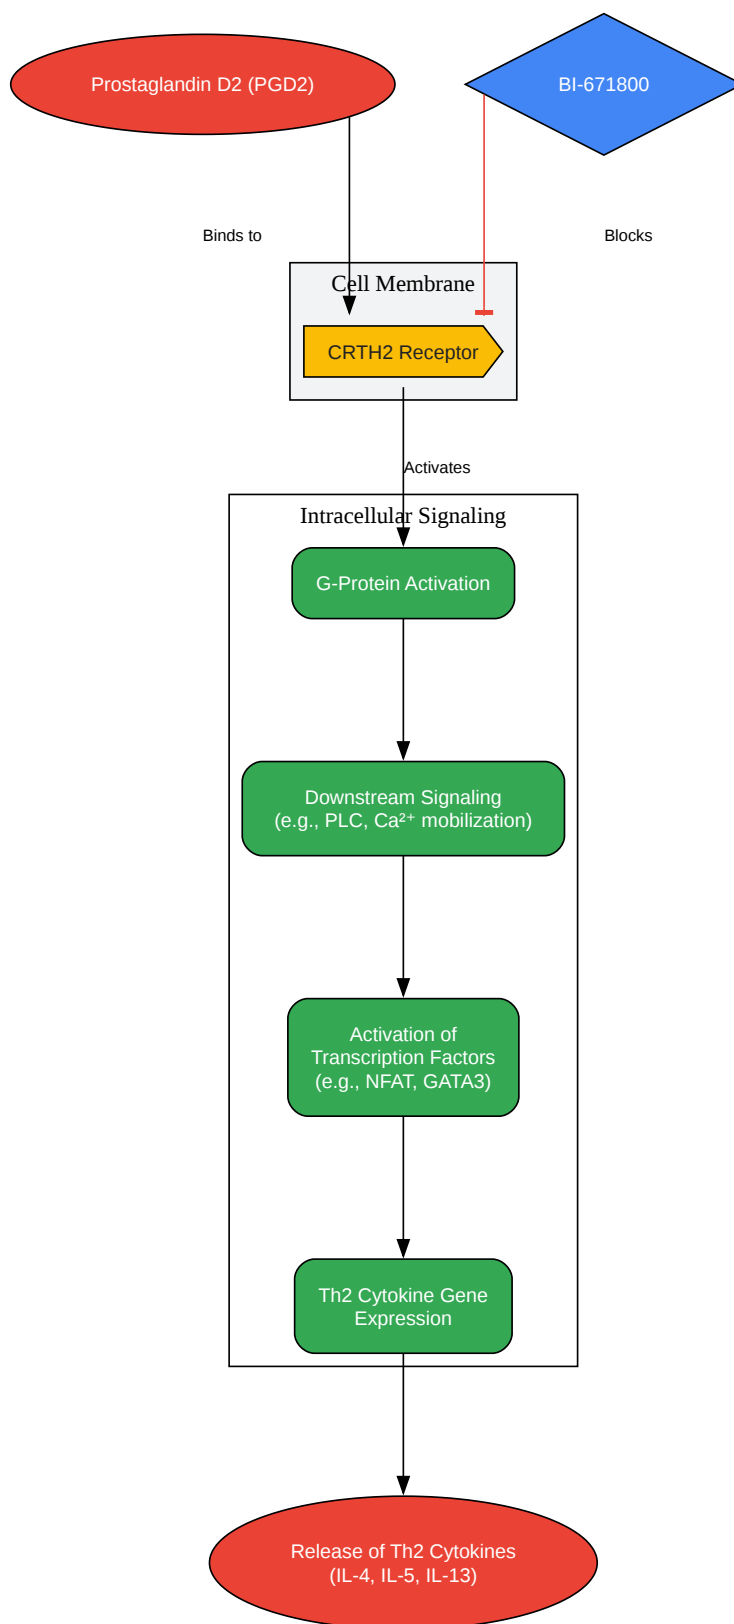 Prostaglandin D2 (PGD2)
BI-671800
Binds to
Blocks
Cell Membrane
CRTH2 Receptor
Activates
Intracellular Signaling
G-Protein Activation
Downstream Signaling
(e.g., PLC, Ca²⁺ mobilization)
Activation of
Transcription Factors
(e.g., NFAT, GATA3)
Th2 Cytokine Gene
Expression
Release of Th2 Cytokines
(IL-4, IL-5, IL-13)